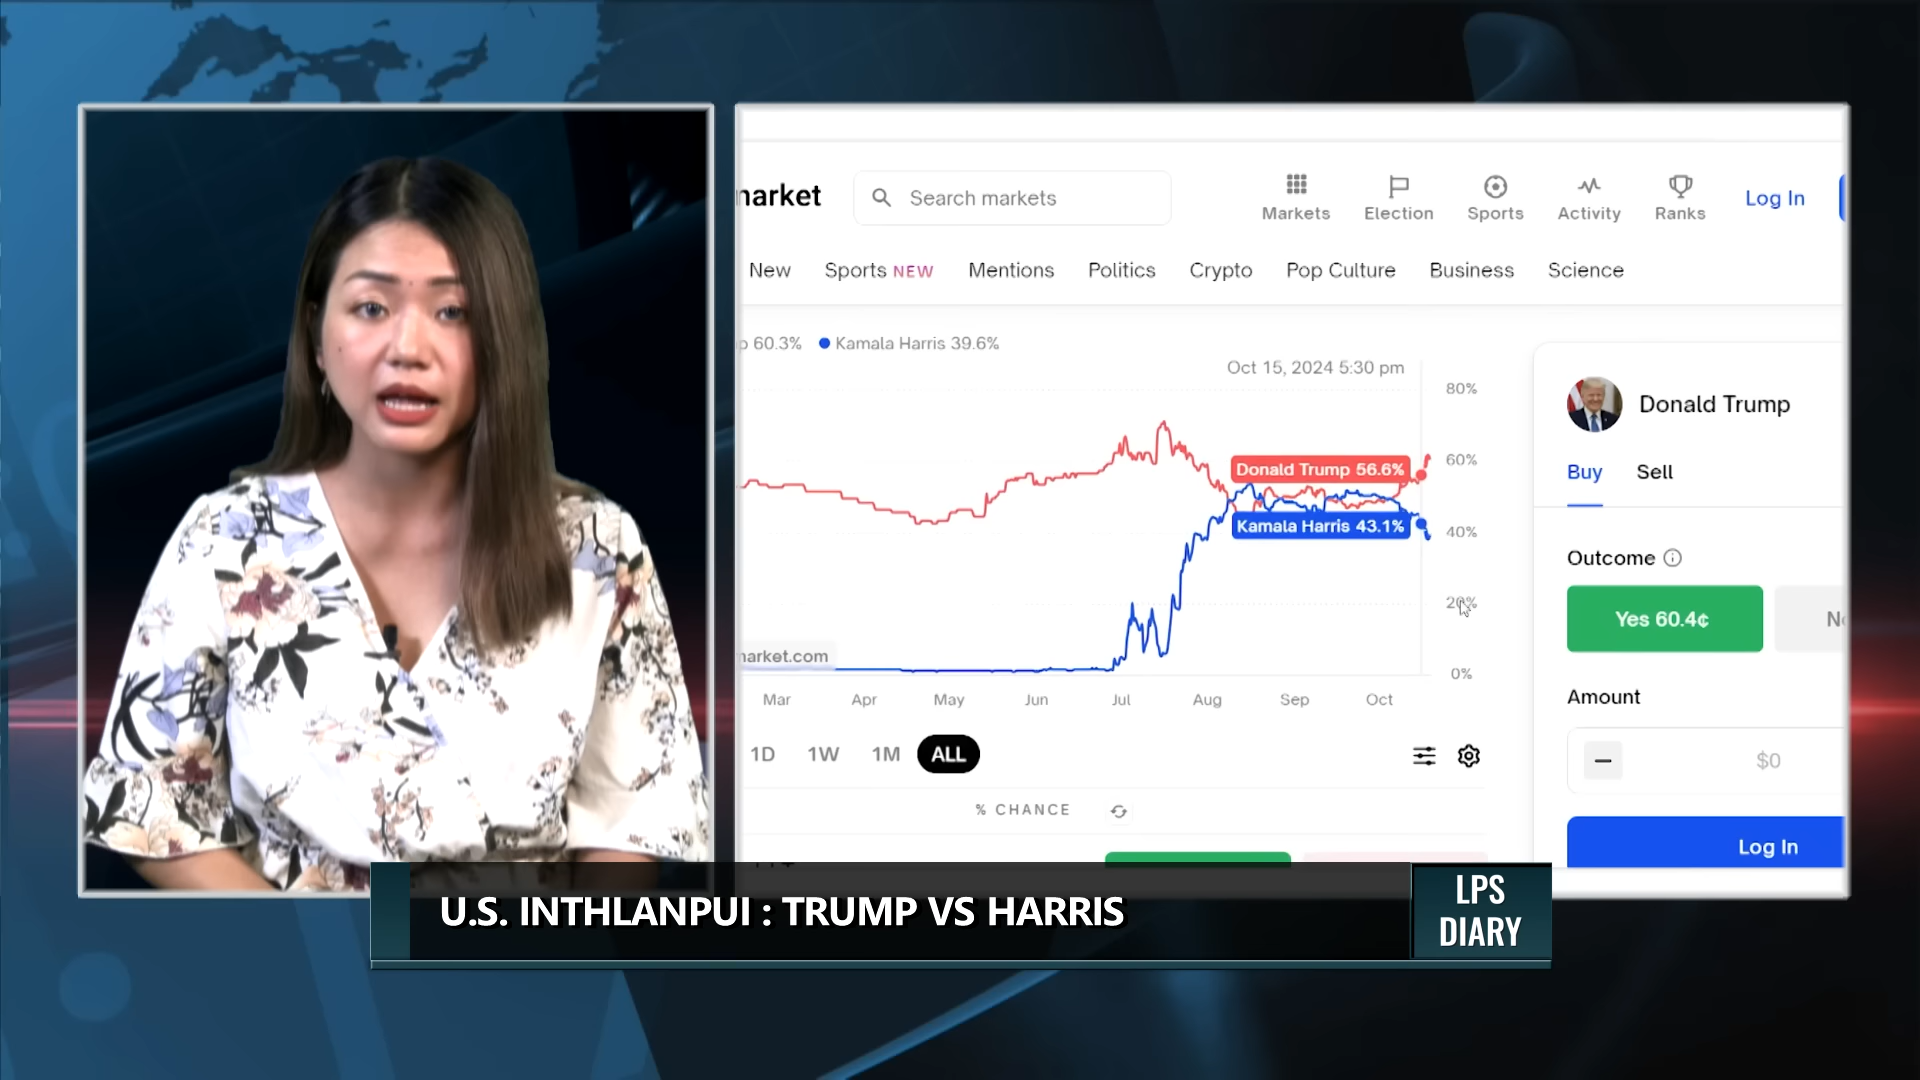 market
Search markets
Markets
Election
Sports
Activity
Ranks
Log In
New
Sports NEW
Mentions
Politics
Crypto
Pop Culture
Business
Science
60.3%
Kamala Harris 39.6%
Oct 15, 2024 5:30 pm
80%
60%
40%
20%
0%
Donald Trump 56.6%
Kamala Harris 43.1%
market.com
Mar
Apr
May
Jun
Jul
Aug
Sep
Oct
1D
1W
1M
ALL
% CHANCE
Donald Trump
Buy
Sell
Outcome
Yes 60.4¢
Amount
$0
Log In
U.S. INTHLANPUI : TRUMP VS HARRIS
LPS
DIARY